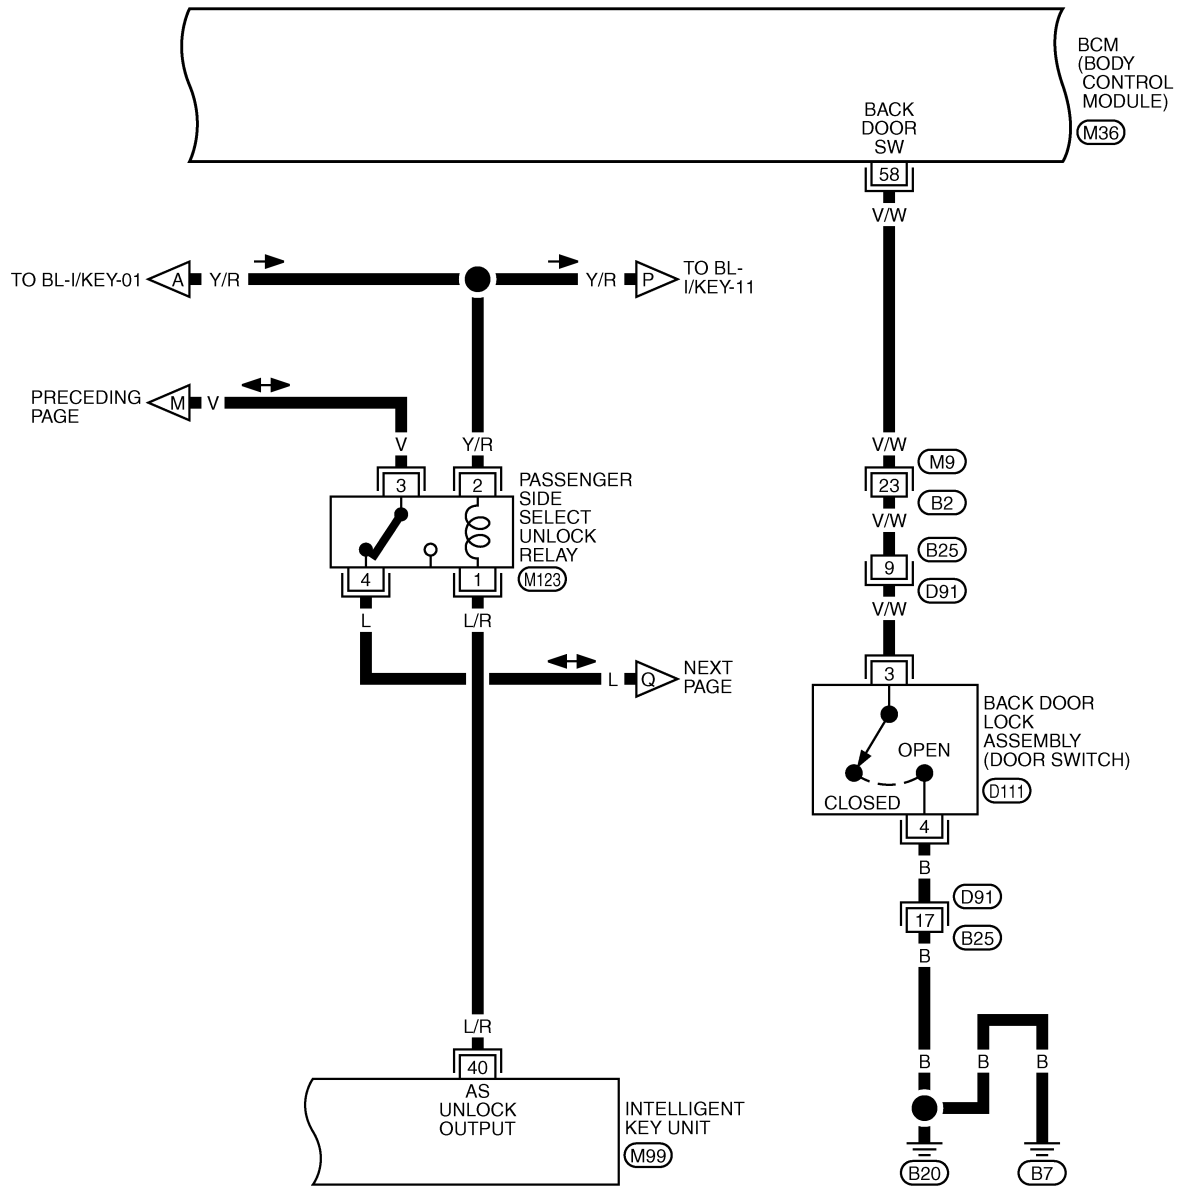 BCM
(BODY
CONTROL
MODULE)
M36
BACK
DOOR
SW
58
V/W
TO BL-I/KEY-01
A
Y/R
Y/R
P
TO BL-
I/KEY-11
PRECEDING
PAGE
M
V
V
Y/R
3
2
PASSENGER
SIDE
SELECT
UNLOCK
RELAY
M123
4
1
L
L/R
L
Q
NEXT
PAGE
L/R
40
AS
UNLOCK
OUTPUT
INTELLIGENT
KEY UNIT
M99
V/W
M9
23
B2
V/W
B25
9
D91
V/W
3
BACK DOOR
LOCK
ASSEMBLY
(DOOR SWITCH)
D111
OPEN
CLOSED
4
B
D91
17
B25
B
B
B
B
B20
B7